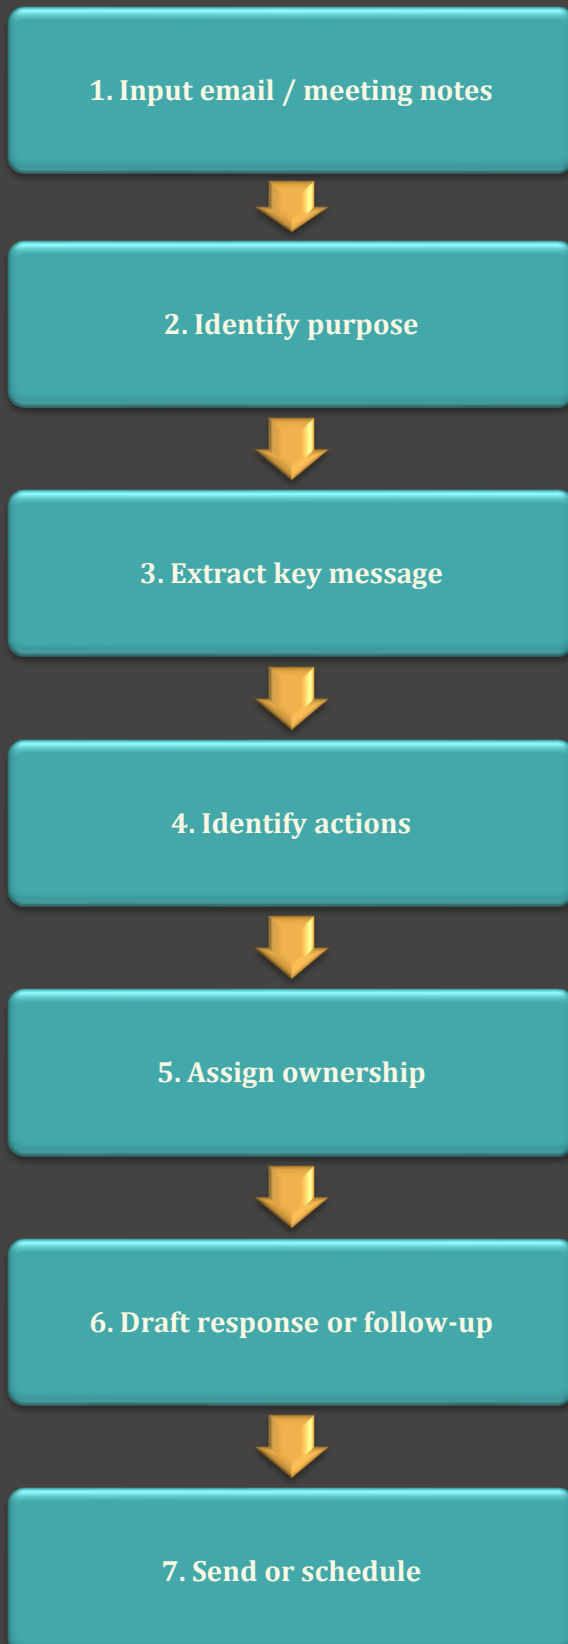 1. Input email / meeting notes
2. Identify purpose
3. Extract key message
4. Identify actions
5. Assign ownership
6. Draft response or follow-up
7. Send or schedule